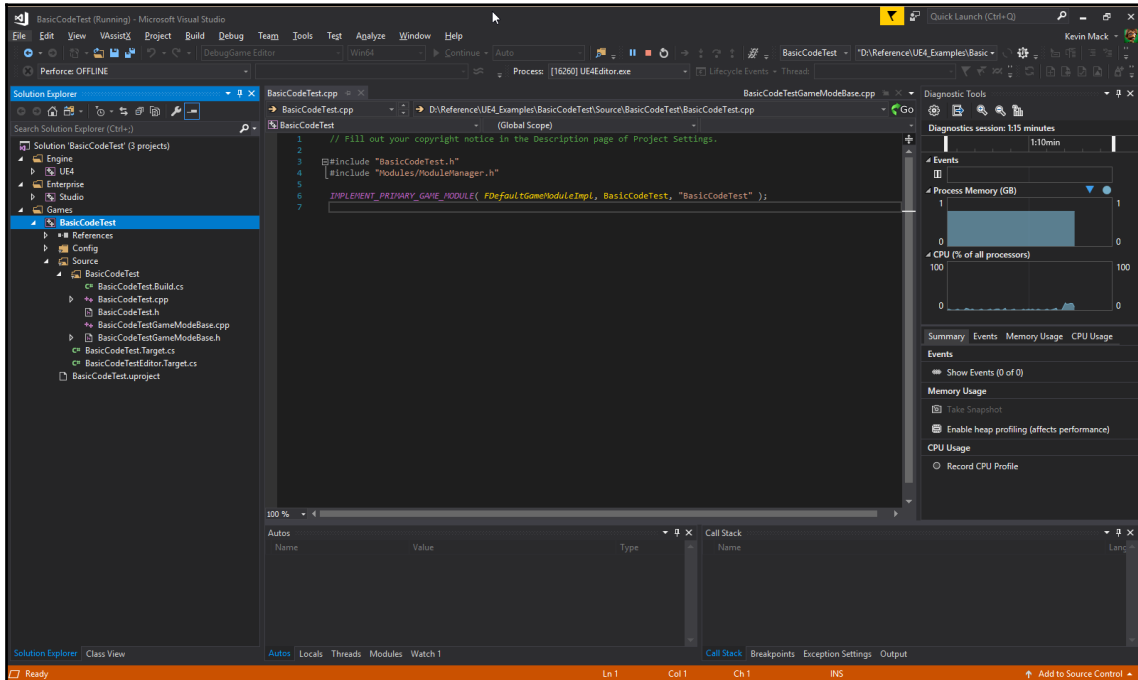 BasicCodeTest (Running) - Microsoft Visual Studio
Quick Launch (Ctrl+Q)
File Edit View VAssistX Project Build Debug Team Tools Test Analyze Window Help
Kevin Mack
DebugGame Editor Win64 Continue Auto BasicCodeTest "D:\Reference\UE4_Examples\Basic
Perforce: OFFLINE
Process: [16260] UE4Editor.exe Lifecycle Events Thread:
Solution Explorer
Search Solution Explorer (Ctrl+;)
Solution 'BasicCodeTest' (3 projects)
Engine
UE4
Enterprise
Studio
Games
BasicCodeTest
References
Config
Source
BasicCodeTest
BasicCodeTest.Build.cs
BasicCodeTest.cpp
BasicCodeTest.h
BasicCodeTestGameModeBase.cpp
BasicCodeTestGameModeBase.h
BasicCodeTest.Target.cs
BasicCodeTestEditor.Target.cs
BasicCodeTest.uproject
Solution Explorer Class View
BasicCodeTest.cpp
BasicCodeTestGameModeBase.cpp
BasicCodeTest.cpp D:\Reference\UE4_Examples\BasicCodeTest\Source\BasicCodeTest\BasicCodeTest.cpp Go
BasicCodeTest (Global Scope)
1 // Fill out your copyright notice in the Description page of Project Settings.
2
3 #include "BasicCodeTest.h"
4 #include "Modules/ModuleManager.h"
5
6 IMPLEMENT_PRIMARY_GAME_MODULE( FDefaultGameModuleImpl, BasicCodeTest, "BasicCodeTest" );
7
100 %
Autos
Name Value Type
Autos Locals Threads Modules Watch 1
Call Stack
Name Lang
Call Stack Breakpoints Exception Settings Output
Diagnostic Tools
Diagnostics session: 1:15 minutes
1:10min
Events
Process Memory (GB)
1 1
0 0
CPU (% of all processors)
100 100
0 0
Summary Events Memory Usage CPU Usage
Events
Show Events (0 of 0)
Memory Usage
Take Snapshot
Enable heap profiling (affects performance)
CPU Usage
Record CPU Profile
Ready Ln 1 Col 1 Ch 1 INS Add to Source Control